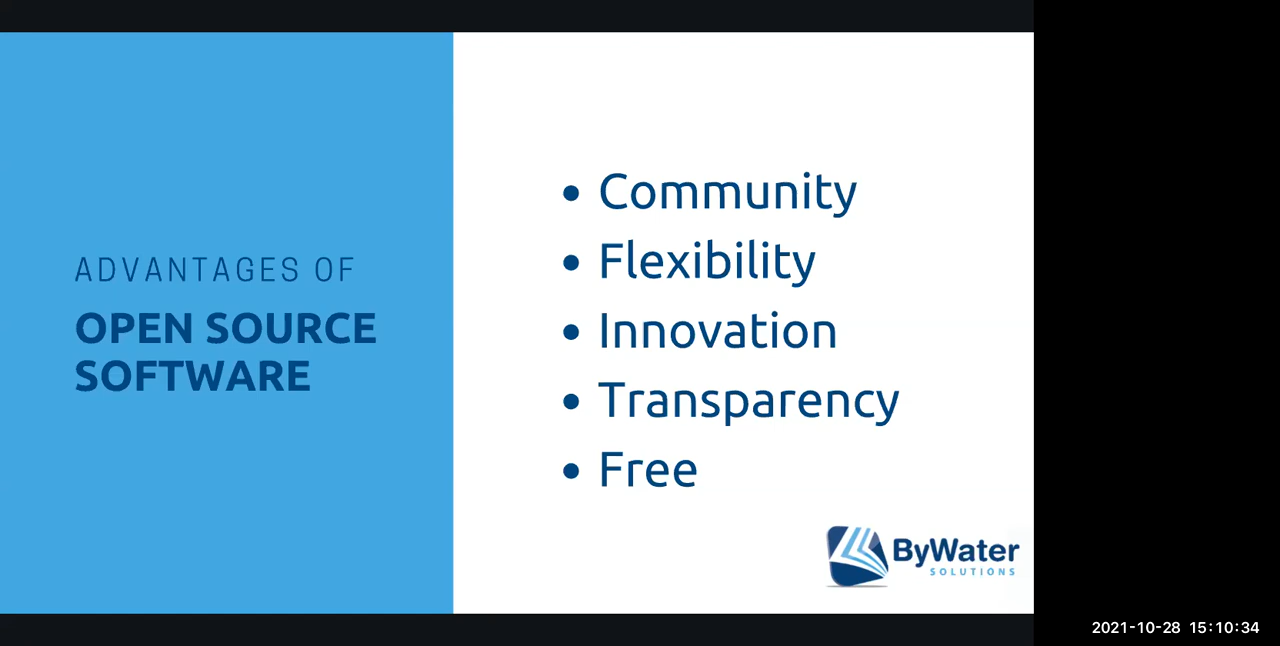 ADVANTAGES OF
OPEN SOURCE
SOFTWARE
• Community
• Flexibility
• Innovation
• Transparency
• Free
ByWater
SOLUTIONS
2021-10-28 15:10:34